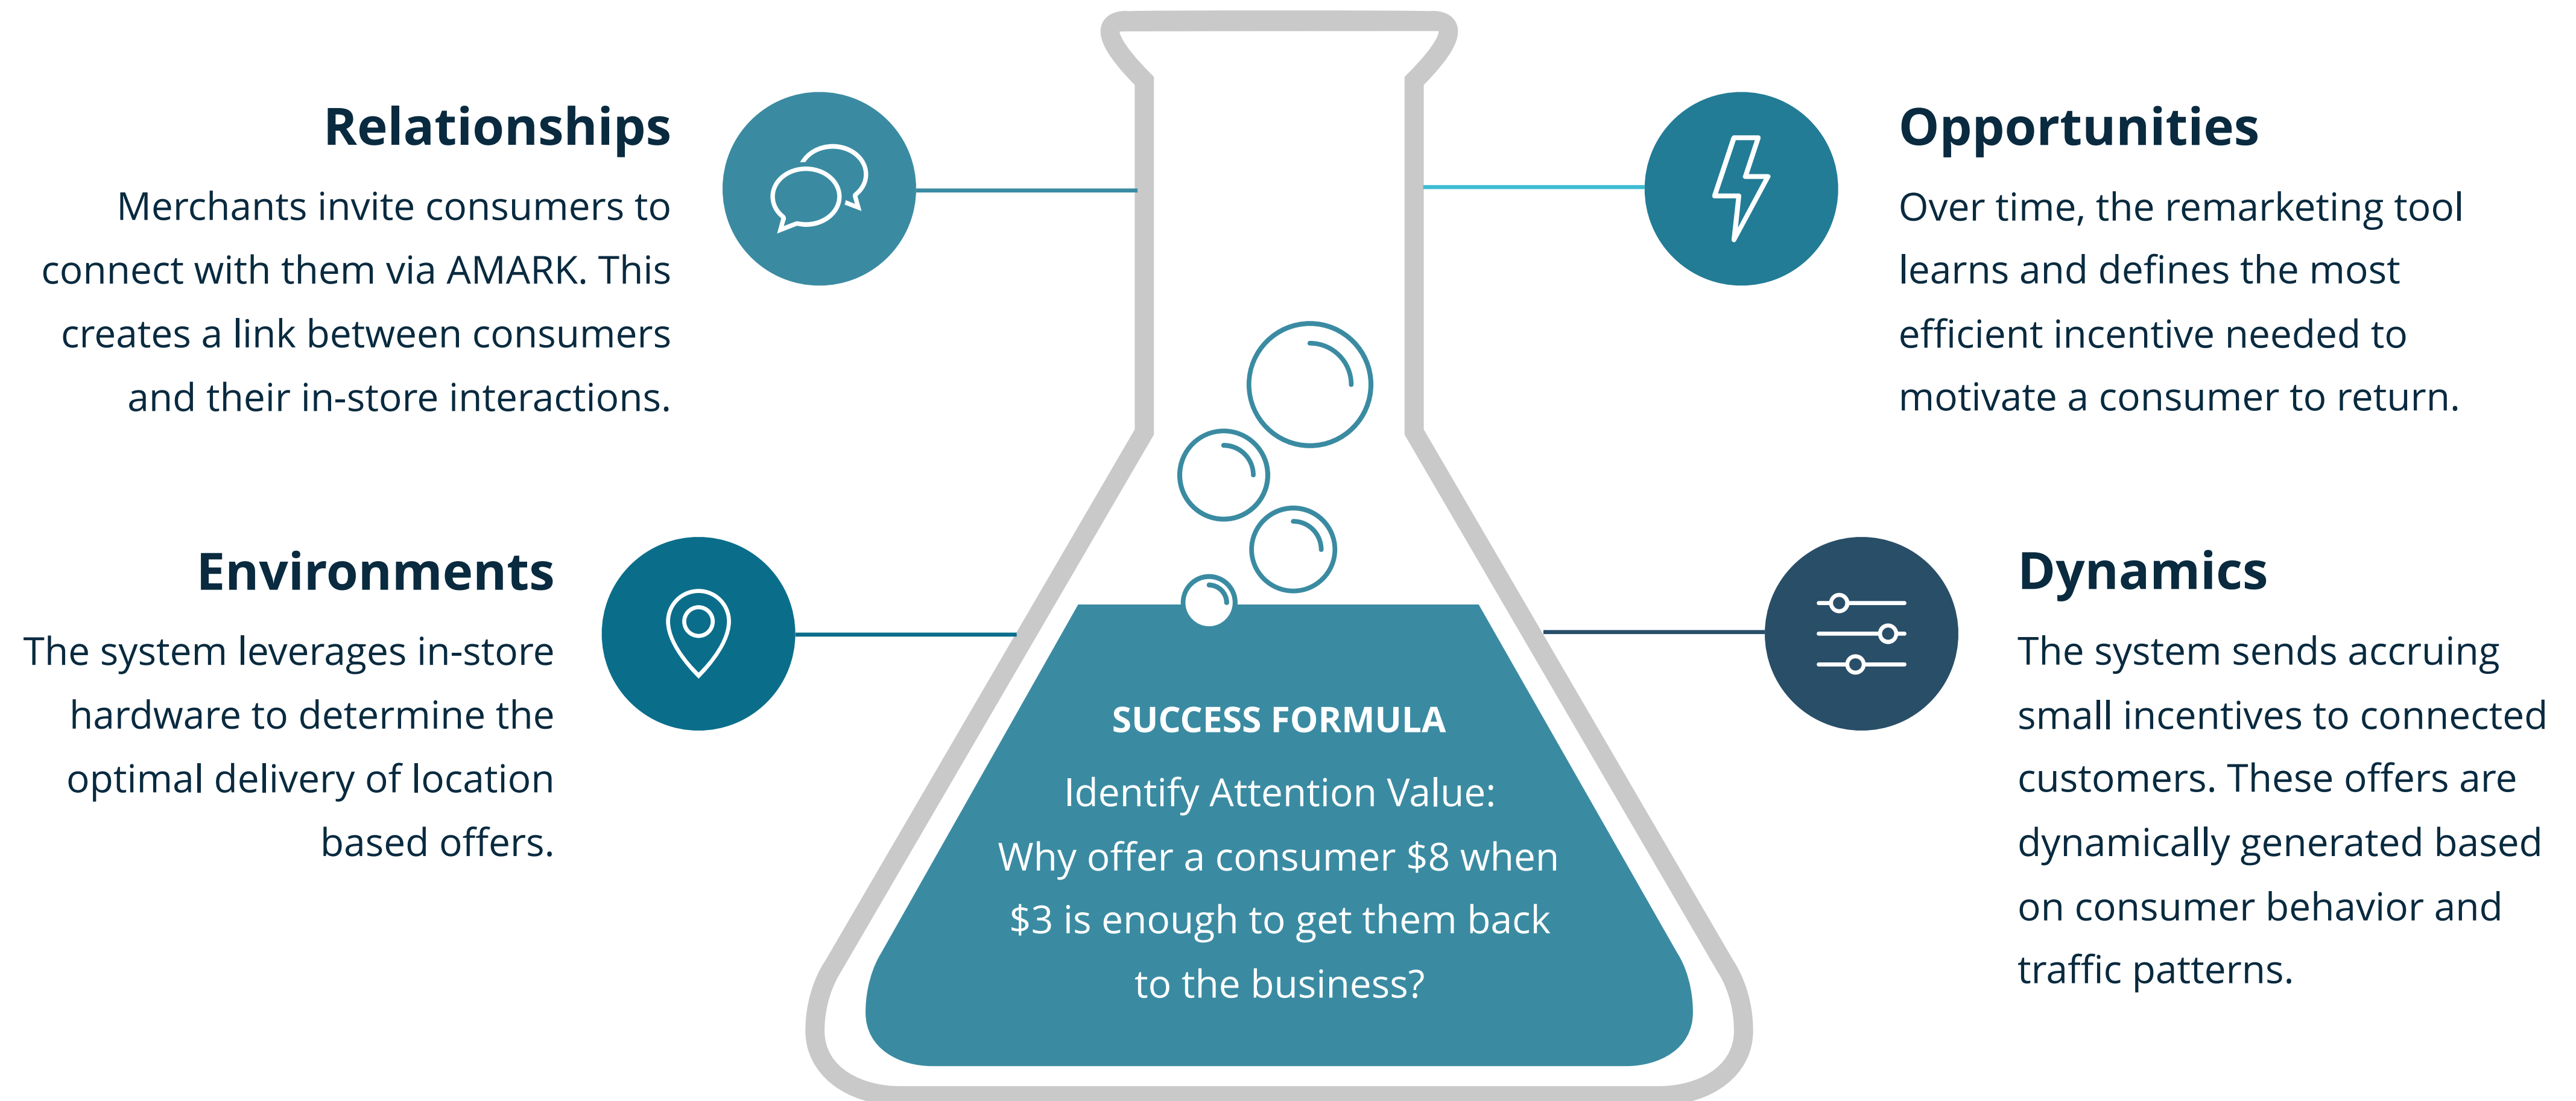 Relationships
Merchants invite consumers to
connect with them via AMARK. This
creates a link between consumers
and their in-store interactions.
Opportunities
Over time, the remarketing tool
learns and defines the most
efficient incentive needed to
motivate a consumer to return.
Environments
The system leverages in-store
hardware to determine the
optimal delivery of location
based offers.
Dynamics
The system sends accruing
small incentives to connected
customers. These offers are
dynamically generated based
on consumer behavior and
traffic patterns.
SUCCESS FORMULA
Identify Attention Value:
Why offer a consumer $8 when
$3 is enough to get them back
to the business?